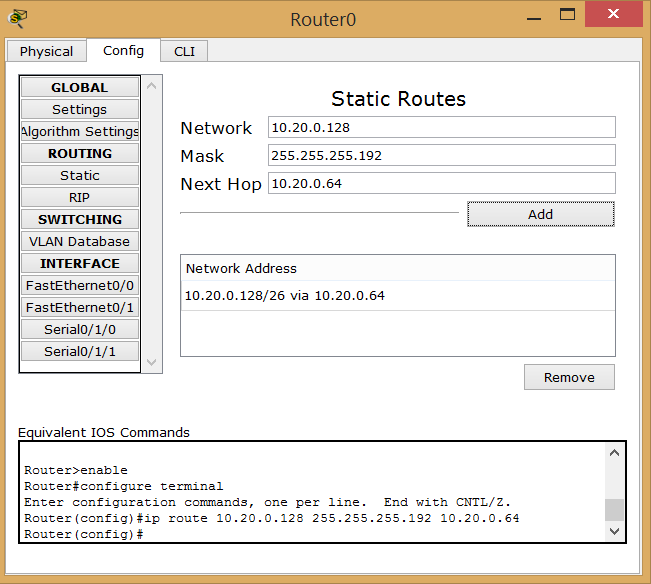 Router0
Physical
Config
CLI
GLOBAL
Settings
Algorithm Settings
ROUTING
Static
RIP
SWITCHING
VLAN Database
INTERFACE
FastEthernet0/0
FastEthernet0/1
Serial0/1/0
Serial0/1/1
Static Routes
Network 10.20.0.128
Mask 255.255.255.192
Next Hop 10.20.0.64
Add
Network Address
10.20.0.128/26 via 10.20.0.64
Remove
Equivalent IOS Commands
Router>enable
Router#configure terminal
Enter configuration commands, one per line.  End with CNTL/Z.
Router(config)#ip route 10.20.0.128 255.255.255.192 10.20.0.64
Router(config)#